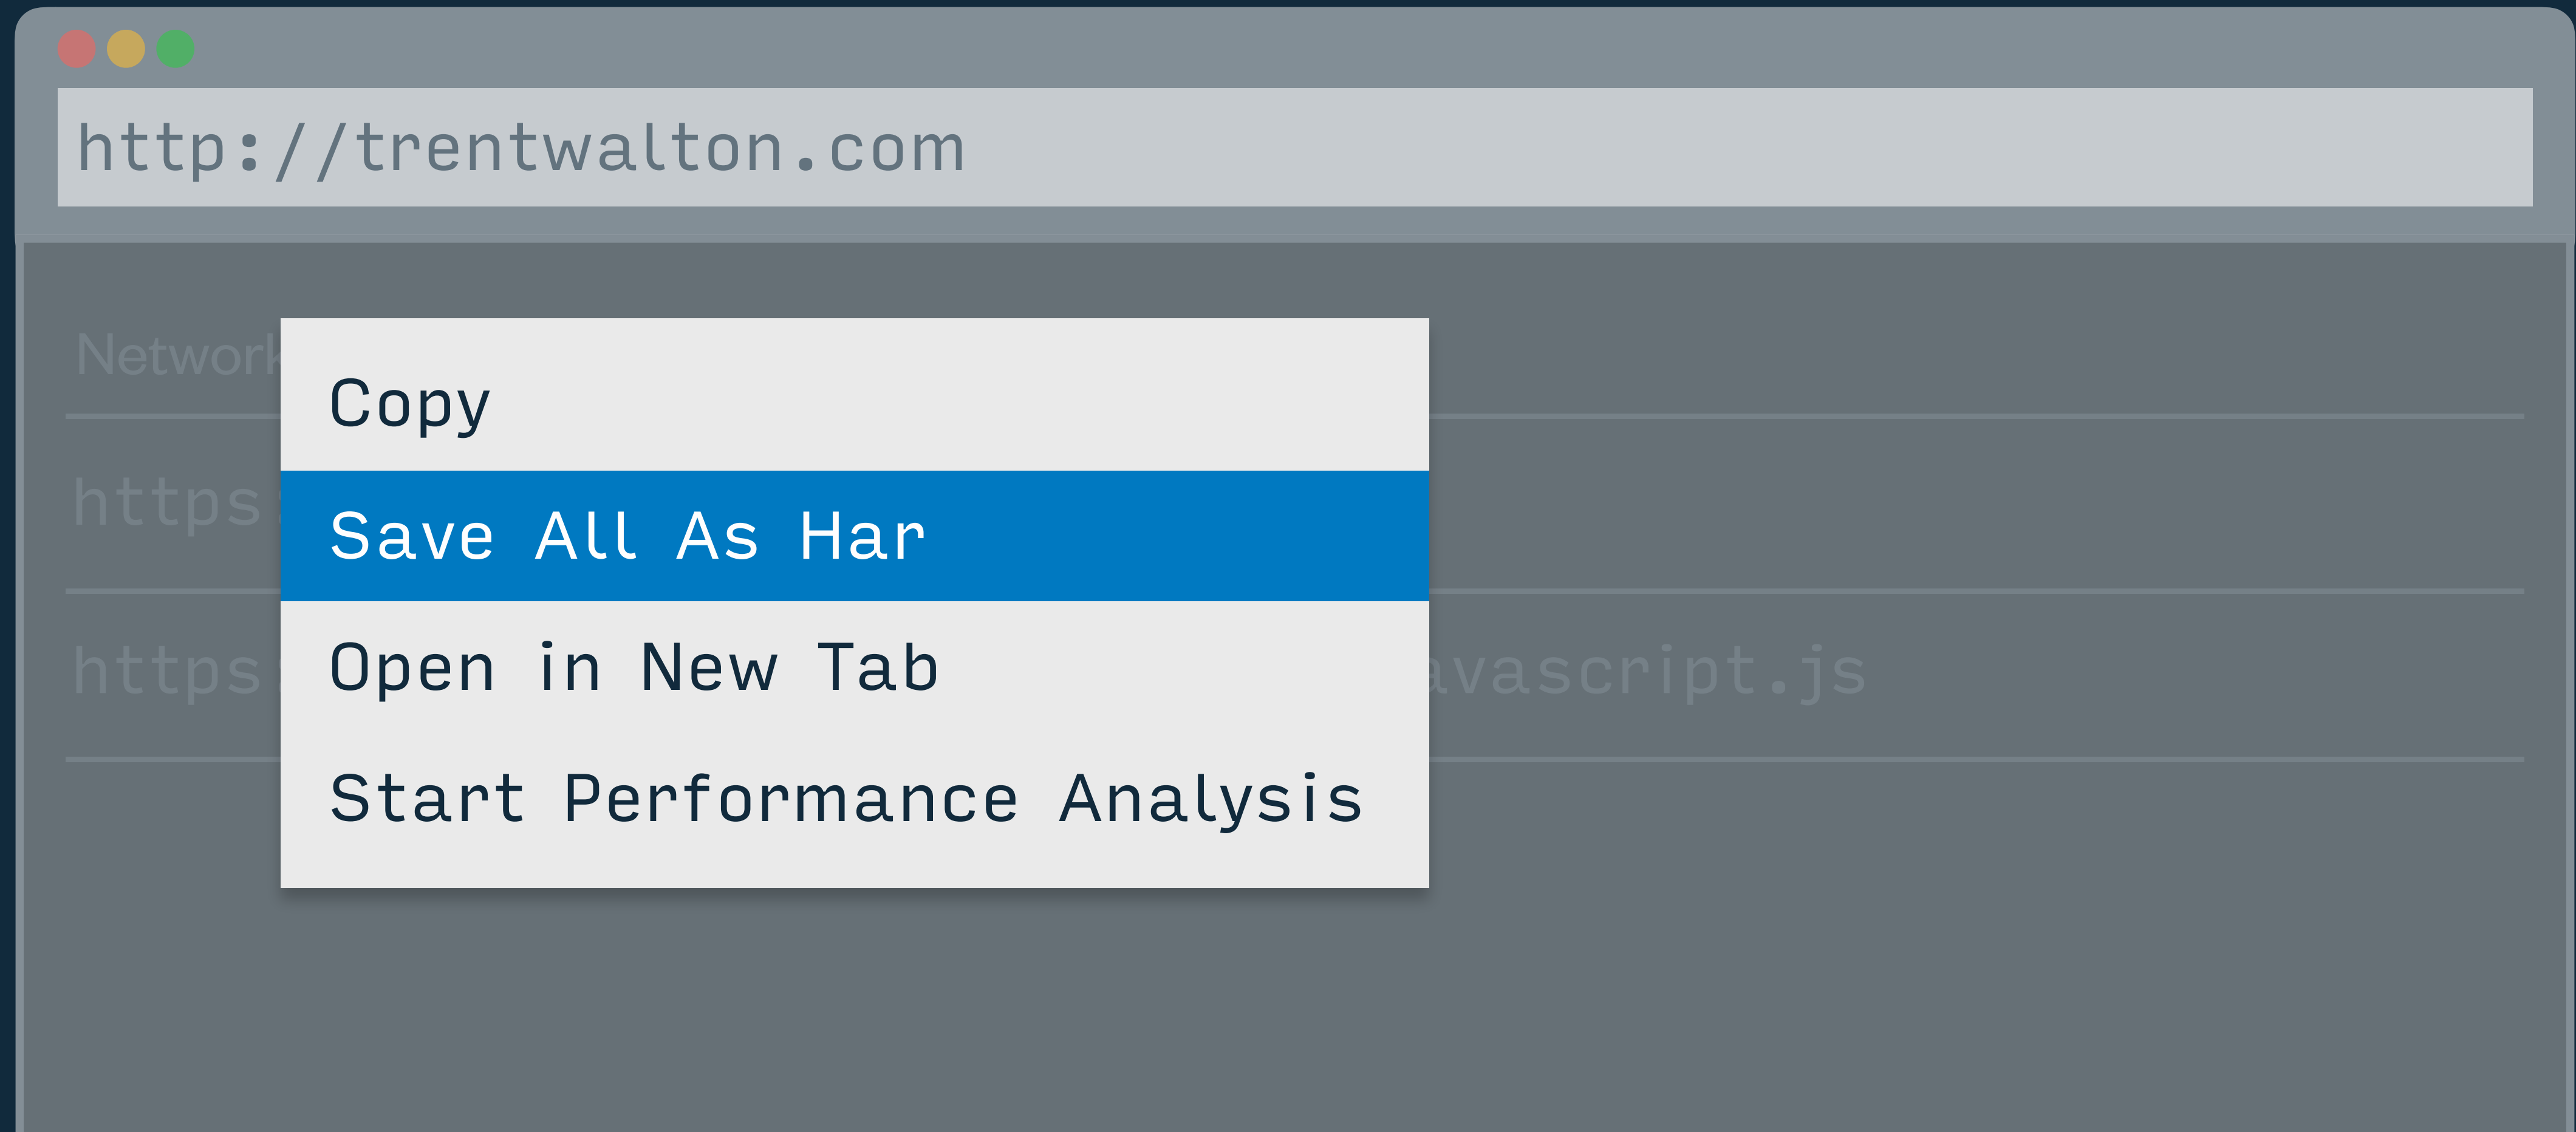 http://trentwalton.com
Network
Copy
https:
Save All As Har
Open in New Tab
https: avascript.js
Start Performance Analysis